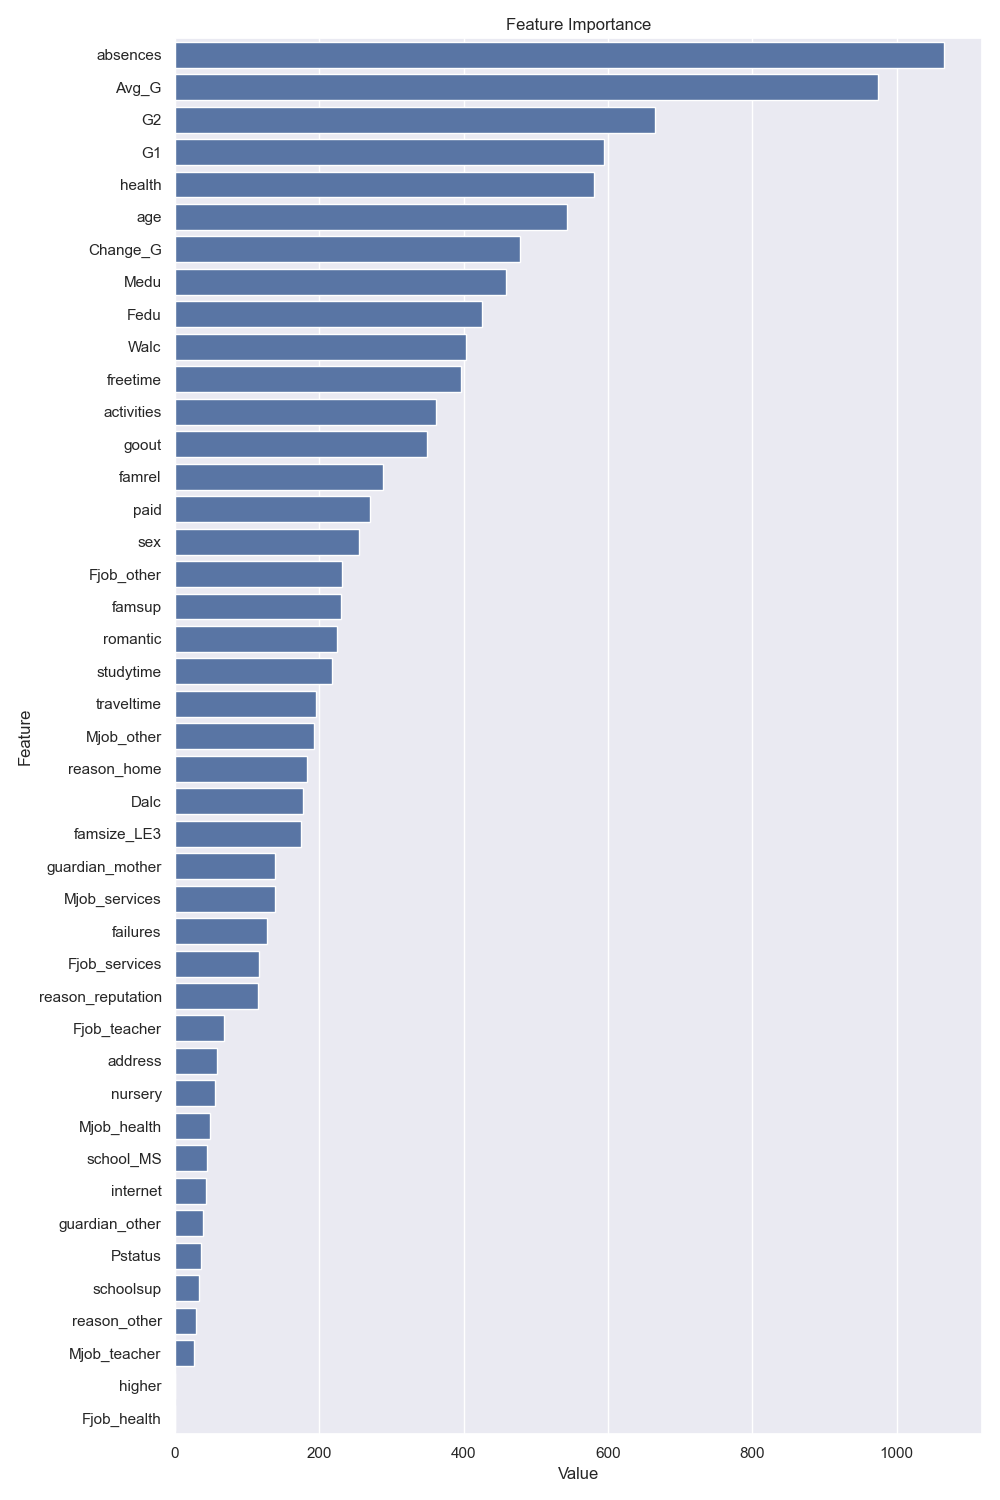 Feature Importance
absences
Avg_G
G2
G1
health
age
Change_G
Medu
Fedu
Walc
freetime
activities
goout
famrel
paid
sex
Fjob_other
famsup
romantic
studytime
traveltime
Mjob_other
reason_home
Dalc
famsize_LE3
guardian_mother
Mjob_services
failures
Fjob_services
reason_reputation
Fjob_teacher
address
nursery
Mjob_health
school_MS
internet
guardian_other
Pstatus
schoolsup
reason_other
Mjob_teacher
higher
Fjob_health
Feature
0 200 400 600 800 1000
Value